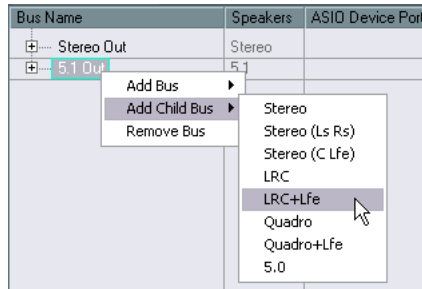 Bus Name Speakers ASIO Device Port
Stereo Out Stereo
5.1 Out 5.1
Add Bus
Add Child Bus
Remove Bus
Stereo
Stereo (Ls Rs)
Stereo (C Lfe)
LRC
LRC+Lfe
Quadro
Quadro+Lfe
5.0